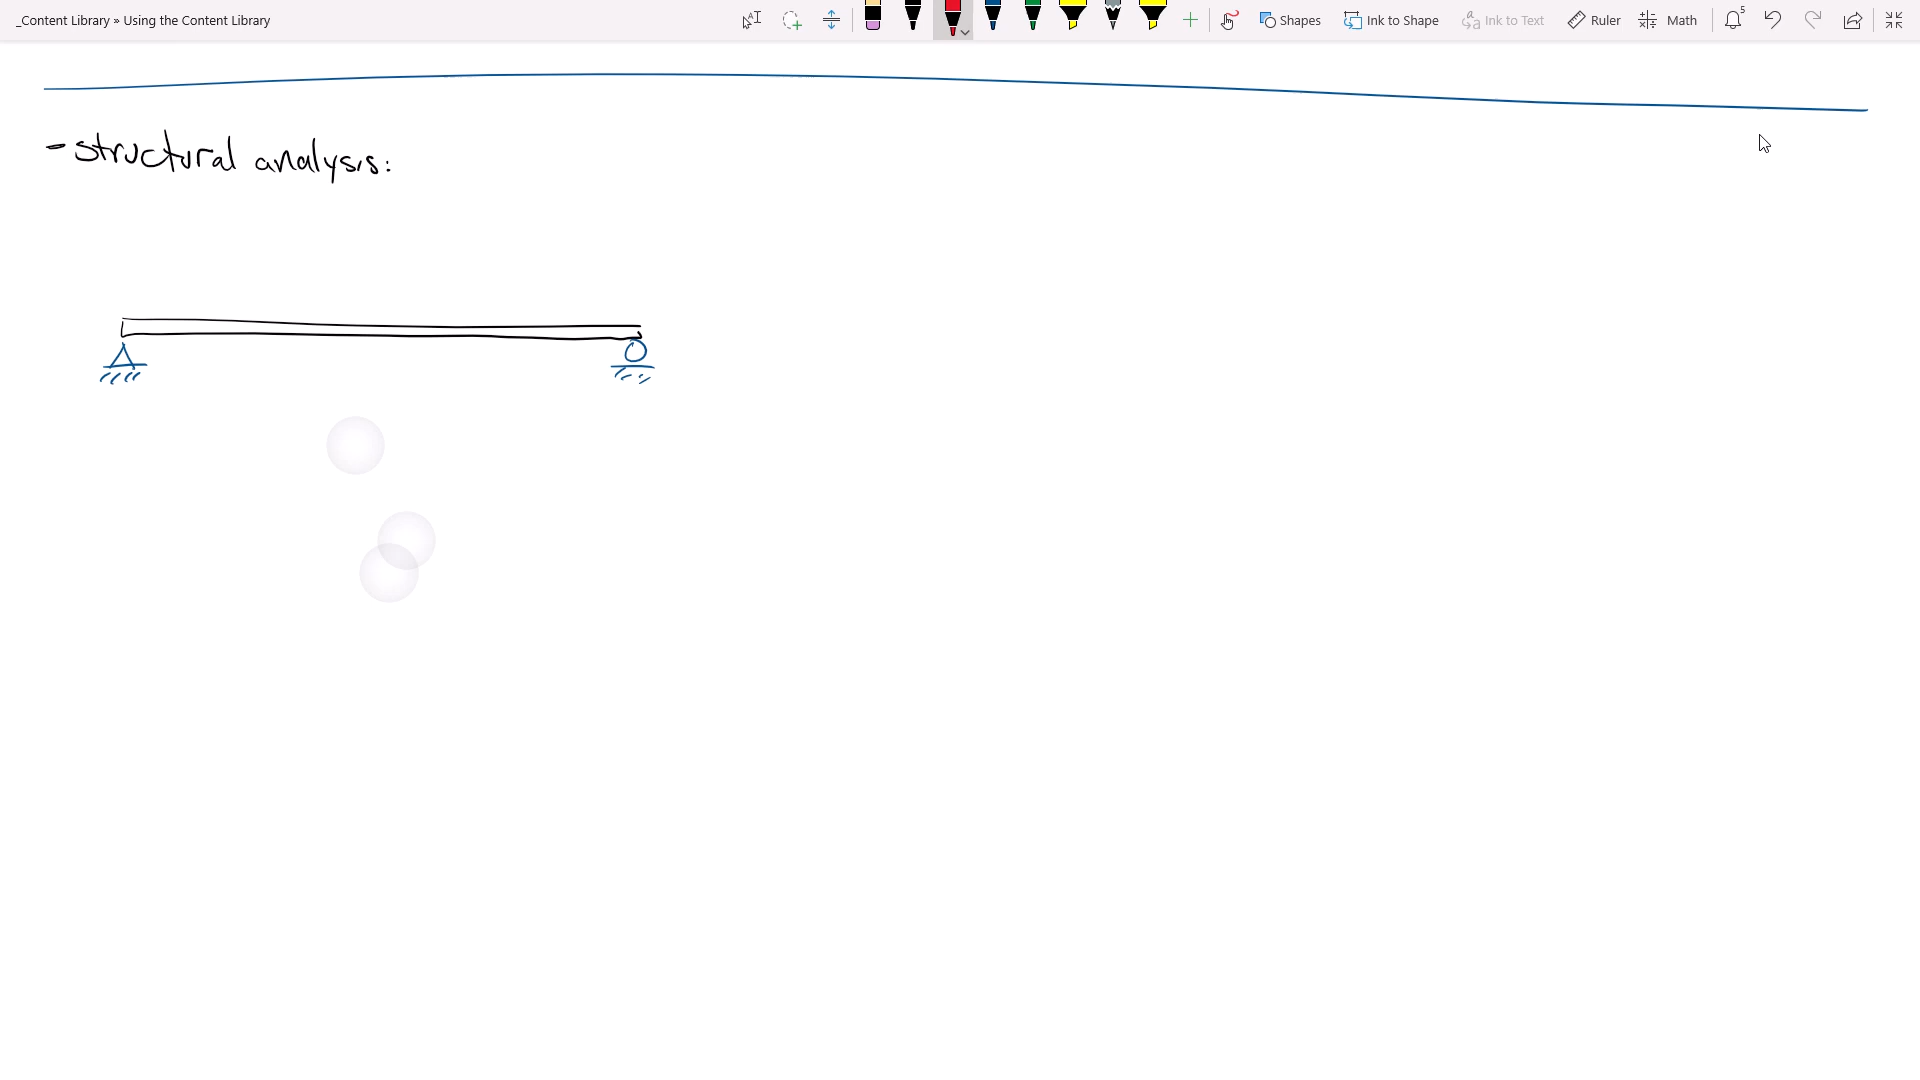 _Content Library » Using the Content Library
Shapes
Ink to Shape
Ink to Text
Ruler
Math
5
- structural analysis: